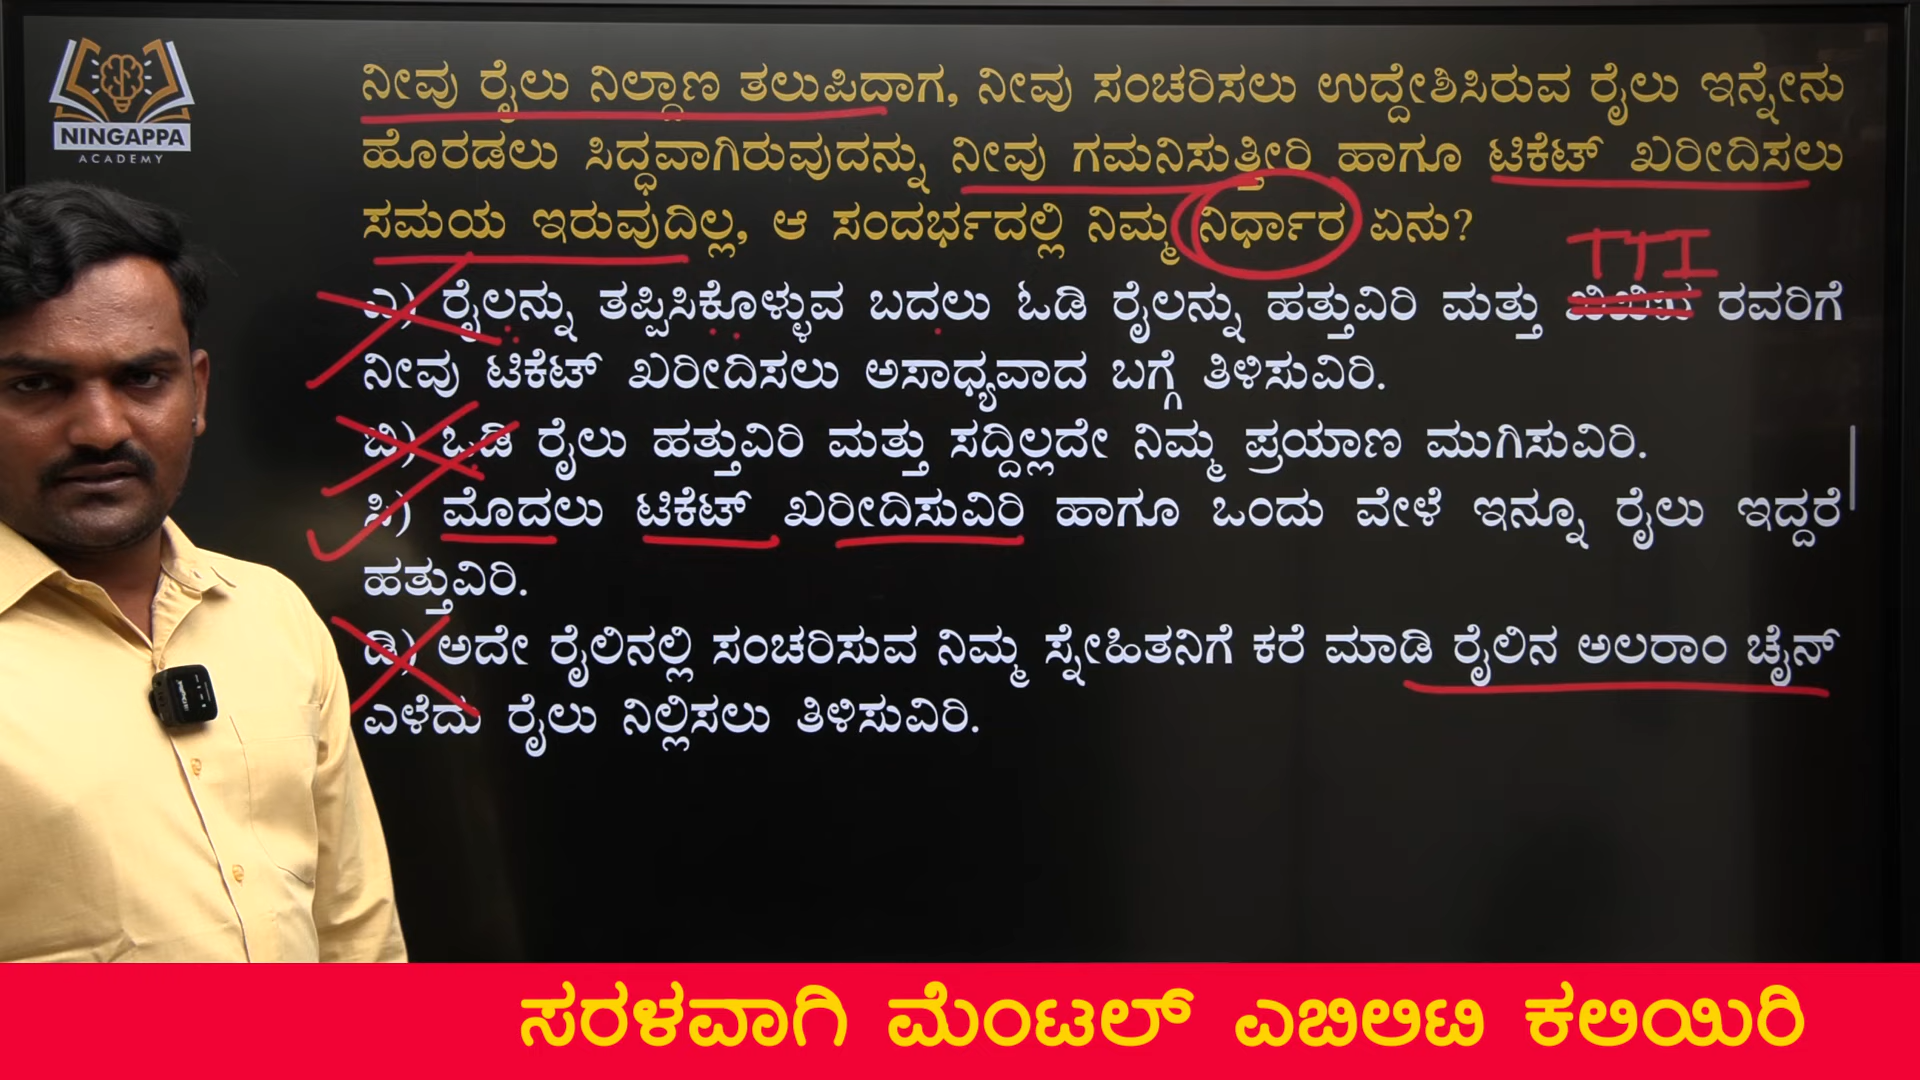 NINGAPPA
ACADEMY
ನೀವು ರೈಲು ನಿಲ್ದಾಣ ತಲುಪಿದಾಗ, ನೀವು ಸಂಚರಿಸಲು ಉದ್ದೇಶಿಸಿರುವ ರೈಲು ಇನ್ನೇನು
ಹೊರಡಲು ಸಿದ್ಧವಾಗಿರುವುದನ್ನು ನೀವು ಗಮನಿಸುತ್ತೀರಿ ಹಾಗೂ ಟಿಕೆಟ್ ಖರೀದಿಸಲು
ಸಮಯ ಇರುವುದಿಲ್ಲ, ಆ ಸಂದರ್ಭದಲ್ಲಿ ನಿಮ್ಮ ನಿರ್ಧಾರ ಏನು?
TTI
ಎ) ರೈಲನ್ನು ತಪ್ಪಿಸಿಕೊಳ್ಳುವ ಬದಲು ಓಡಿ ರೈಲನ್ನು ಹತ್ತುವಿರಿ ಮತ್ತು ರವರಿಗೆ
ನೀವು ಟಿಕೆಟ್ ಖರೀದಿಸಲು ಅಸಾಧ್ಯವಾದ ಬಗ್ಗೆ ತಿಳಿಸುವಿರಿ.
ಬಿ) ಓಡಿ ರೈಲು ಹತ್ತುವಿರಿ ಮತ್ತು ಸದ್ದಿಲ್ಲದೇ ನಿಮ್ಮ ಪ್ರಯಾಣ ಮುಗಿಸುವಿರಿ.
ಸಿ) ಮೊದಲು ಟಿಕೆಟ್ ಖರೀದಿಸುವಿರಿ ಹಾಗೂ ಒಂದು ವೇಳೆ ಇನ್ನೂ ರೈಲು ಇದ್ದರೆ
ಹತ್ತುವಿರಿ.
ಡಿ) ಅದೇ ರೈಲಿನಲ್ಲಿ ಸಂಚರಿಸುವ ನಿಮ್ಮ ಸ್ನೇಹಿತನಿಗೆ ಕರೆ ಮಾಡಿ ರೈಲಿನ ಅಲರಾಂ ಚೈನ್
ಎಳೆದು ರೈಲು ನಿಲ್ಲಿಸಲು ತಿಳಿಸುವಿರಿ.
ಸರಳವಾಗಿ ಮೆಂಟಲ್ ಎಬಿಲಿಟಿ ಕಲಿಯಿರಿ